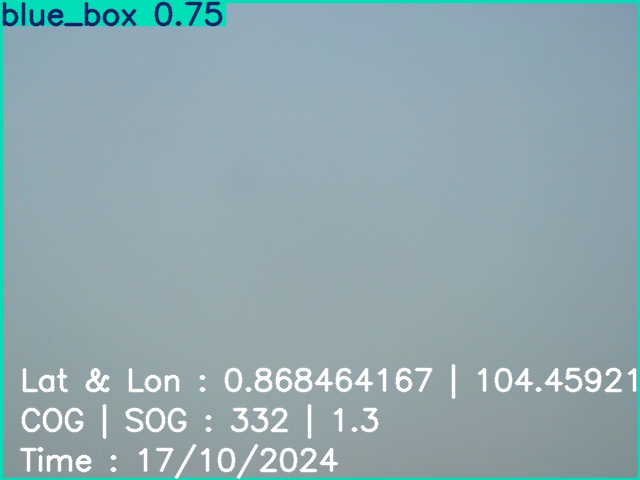 blue_box 0.75
Lat & Lon : 0.868464167 | 104.45921
COG | SOG : 332 | 1.3
Time : 17/10/2024